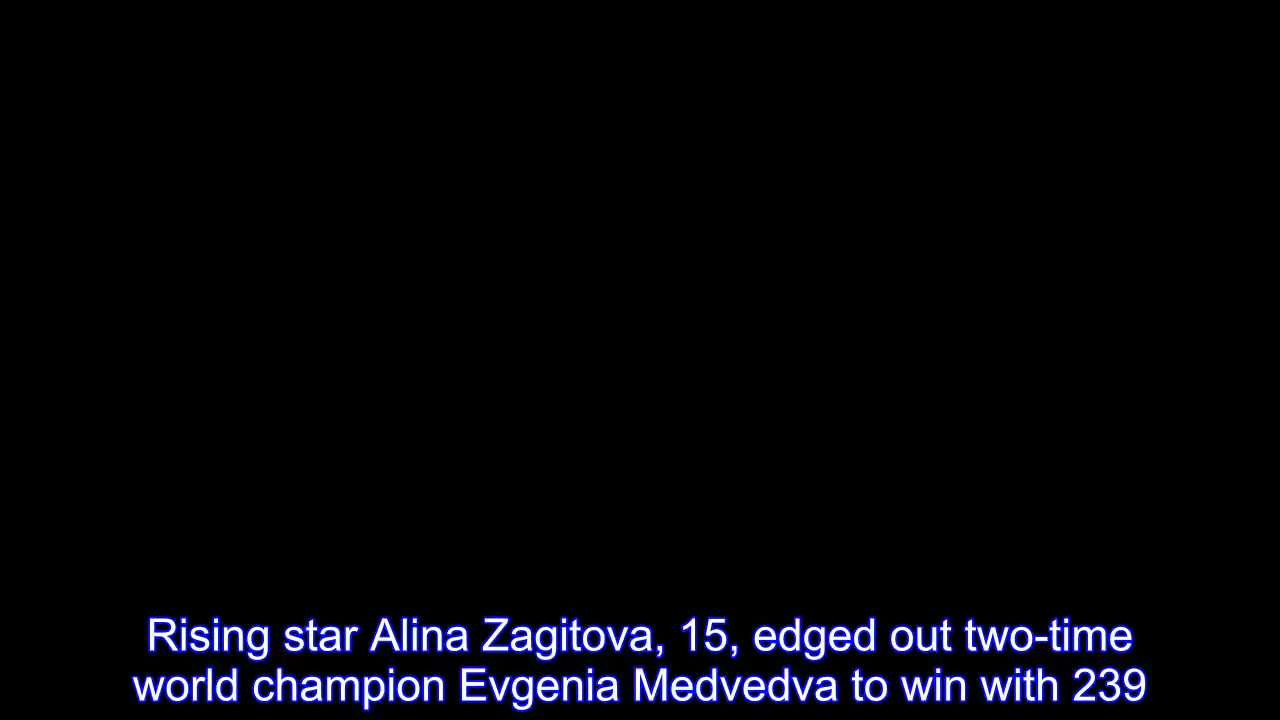 Rising star Alina Zagitova, 15, edged out two-time
world champion Evgenia Medvedva to win with 239